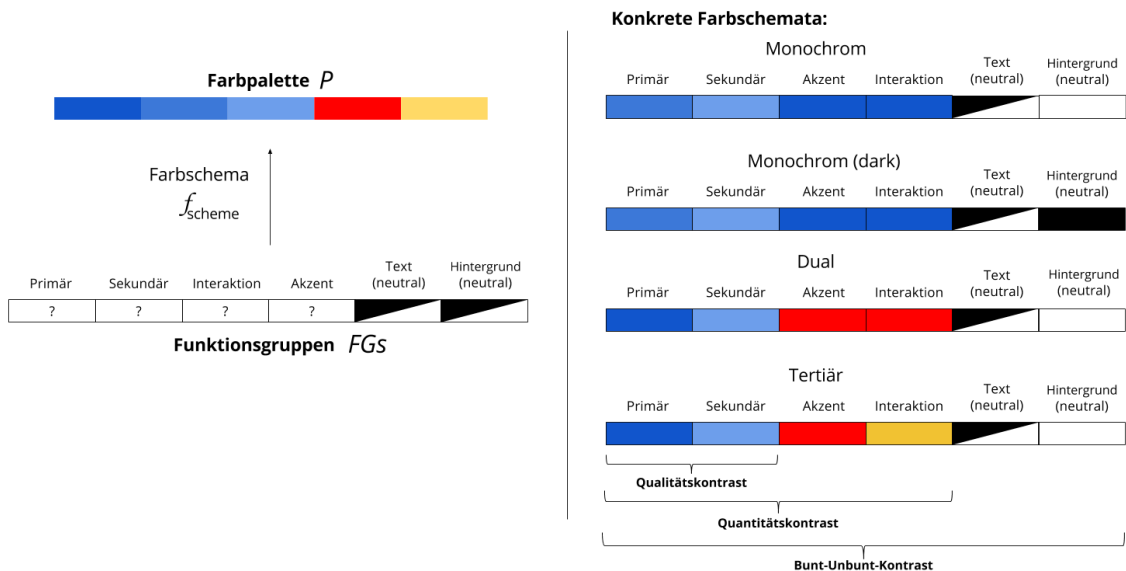 Farbpalette P
Farbschema
f scheme
Primär Sekundär Interaktion Akzent Text (neutral) Hintergrund (neutral)
? ? ? ?
Funktionsgruppen FGs
Konkrete Farbschemata:
Monochrom
Primär Sekundär Akzent Interaktion Text (neutral) Hintergrund (neutral)
Monochrom (dark)
Primär Sekundär Akzent Interaktion Text (neutral) Hintergrund (neutral)
Dual
Primär Sekundär Akzent Interaktion Text (neutral) Hintergrund (neutral)
Tertiär
Primär Sekundär Akzent Interaktion Text (neutral) Hintergrund (neutral)
Qualitätskontrast
Quantitätskontrast
Bunt-Unbunt-Kontrast